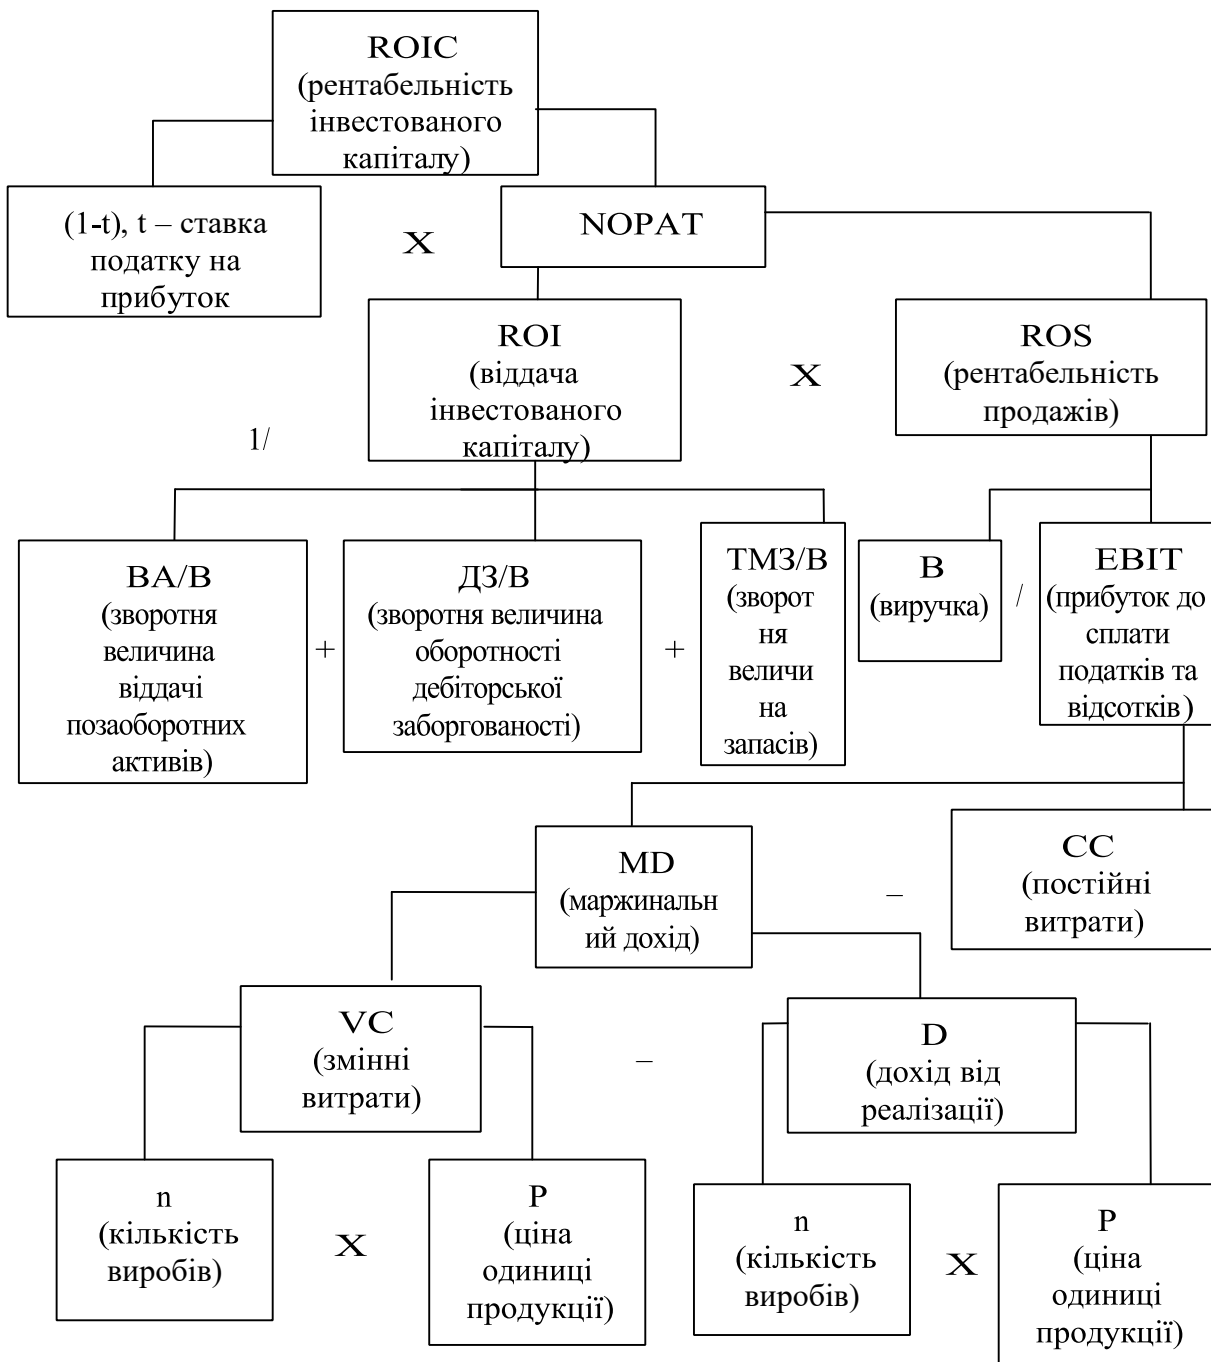 ROIC
(рентабельність
інвестованого
капіталу)
(1-t), t – ставка
податку на
прибуток
X
NOPAT
ROI
(віддача
інвестованого
капіталу)
X
ROS
(рентабельність
продажів)
1/
ВА/В
(зворотня
величина
віддачі
позаоборотних
активів)
+
ДЗ/В
(зворотня величина
оборотності
дебіторської
заборгованості)
+
ТМЗ/В
(зворот
ня
величи
на
запасів)
В
(виручка)
/
EBIT
(прибуток до
сплати
податків та
відсотків)
MD
(маржинальн
ий дохід)
–
СС
(постійні
витрати)
VC
(змінні
витрати)
–
D
(дохід від
реалізації)
n
(кількість
виробів)
X
P
(ціна
одиниці
продукції)
n
(кількість
виробів)
X
P
(ціна
одиниці
продукції)